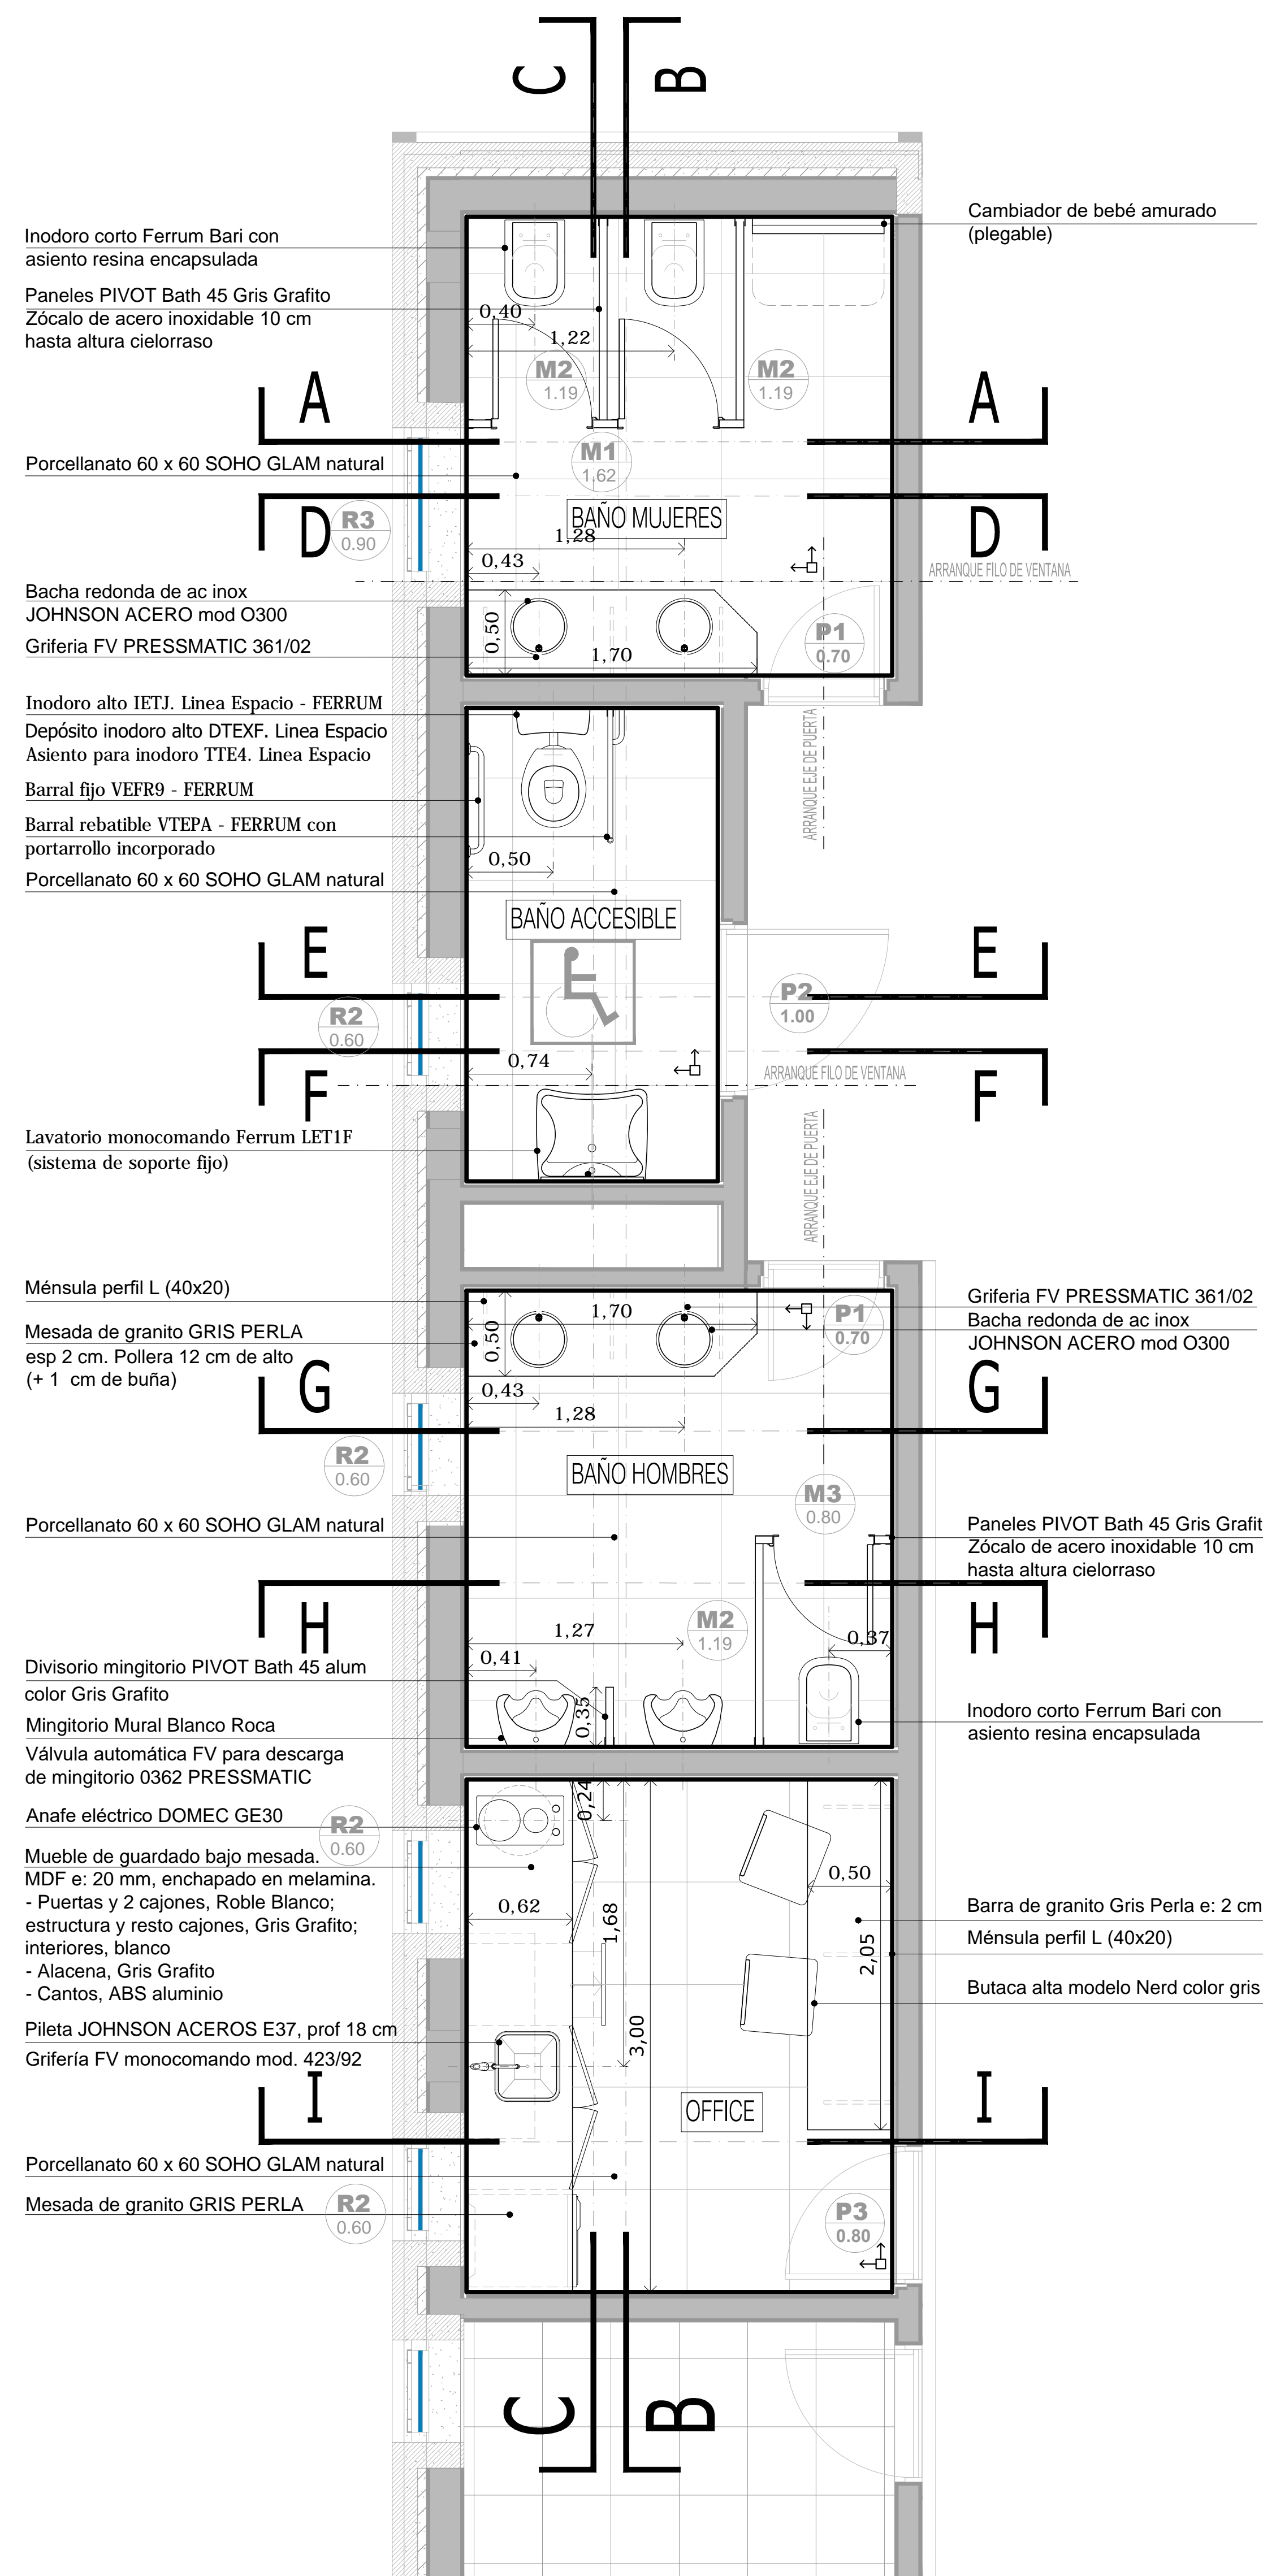 C
B
Inodoro corto Ferrum Bari con
asiento resina encapsulada
Cambiador de bebé amurado
(plegable)
Paneles PIVOT Bath 45 Gris Grafito
Zócalo de acero inoxidable 10 cm
hasta altura cielorraso
0,40
1,22
M2
1.19
M2
1.19
A
A
M1
1.62
Porcellanato 60 x 60 SOHO GLAM natural
D
R3
0.90
BAÑO MUJERES
D
1,28
0,43
ARRANQUE FILO DE VENTANA
Bacha redonda de ac inox
JOHNSON ACERO mod O300
Griferia FV PRESSMATIC 361/02
0,50
1,70
P1
0.70
Inodoro alto IETJ. Linea Espacio - FERRUM
Depósito inodoro alto DTEXF. Linea Espacio
Asiento para inodoro TTE4. Linea Espacio
ARRANQUE EJE DE PUERTA
Barral fijo VEFR9 - FERRUM
Barral rebatible VTEPA - FERRUM con
portarrollo incorporado
0,50
Porcellanato 60 x 60 SOHO GLAM natural
BAÑO ACCESIBLE
E
E
P2
1.00
R2
0.60
0,74
ARRANQUE FILO DE VENTANA
F
F
Lavatorio monocomando Ferrum LET1F
(sistema de soporte fijo)
ARRANQUE EJE DE PUERTA
Ménsula perfil L (40x20)
Mesada de granito GRIS PERLA
esp 2 cm. Pollera 12 cm de alto
(+ 1 cm de buña)
0,50
1,70
P1
0.70
Griferia FV PRESSMATIC 361/02
Bacha redonda de ac inox
JOHNSON ACERO mod O300
0,43
1,28
G
G
R2
0.60
BAÑO HOMBRES
M3
0.80
Porcellanato 60 x 60 SOHO GLAM natural
Paneles PIVOT Bath 45 Gris Grafit
Zócalo de acero inoxidable 10 cm
hasta altura cielorraso
H
H
1,27
M2
1.19
0,37
0,41
0,35
Divisorio mingitorio PIVOT Bath 45 alum
color Gris Grafito
Mingitorio Mural Blanco Roca
Válvula automática FV para descarga
de mingitorio 0362 PRESSMATIC
Inodoro corto Ferrum Bari con
asiento resina encapsulada
Anafe eléctrico DOMEC GE30
R2
0.60
0,24
Mueble de guardado bajo mesada.
MDF e: 20 mm, enchapado en melamina.
- Puertas y 2 cajones, Roble Blanco;
estructura y resto cajones, Gris Grafito;
interiores, blanco
- Alacena, Gris Grafito
- Cantos, ABS aluminio
0,62
1,68
0,50
2,05
3,00
Barra de granito Gris Perla e: 2 cm
Ménsula perfil L (40x20)
Butaca alta modelo Nerd color gris
Pileta JOHNSON ACEROS E37, prof 18 cm
Grifería FV monocomando mod. 423/92
I
OFFICE
I
Porcellanato 60 x 60 SOHO GLAM natural
Mesada de granito GRIS PERLA
R2
0.60
P3
0.80
C
B